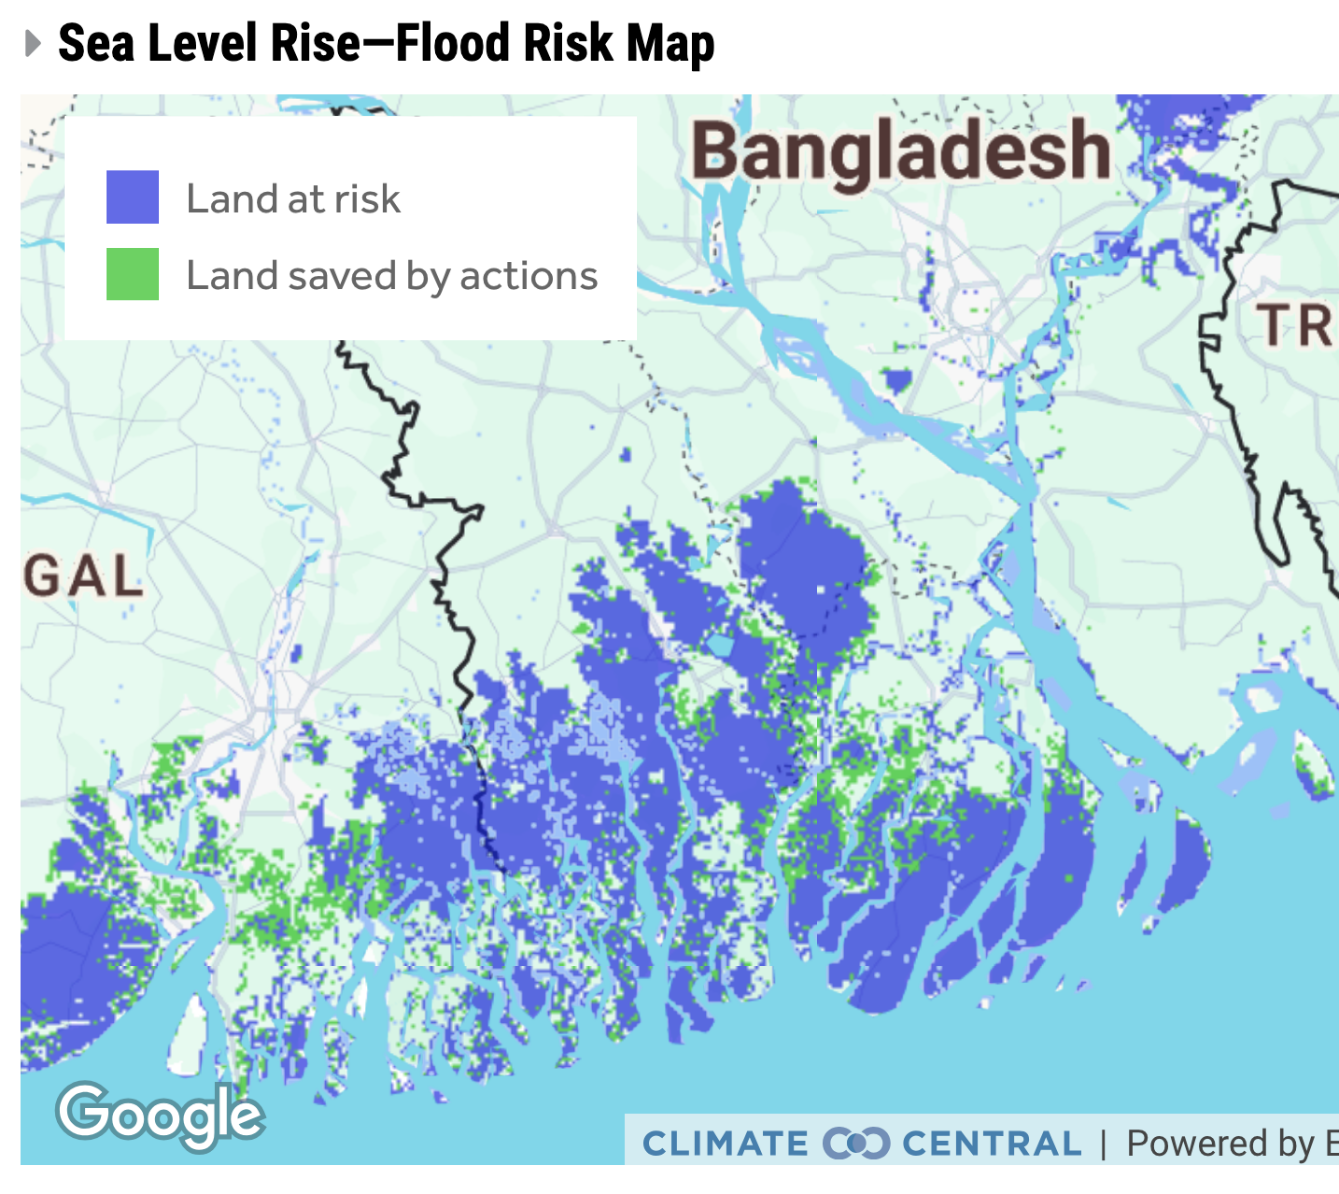 Sea Level Rise—Flood Risk Map
Bangladesh
Land at risk
Land saved by actions
TR
GAL
Google
CLIMATE CENTRAL | Powered by E